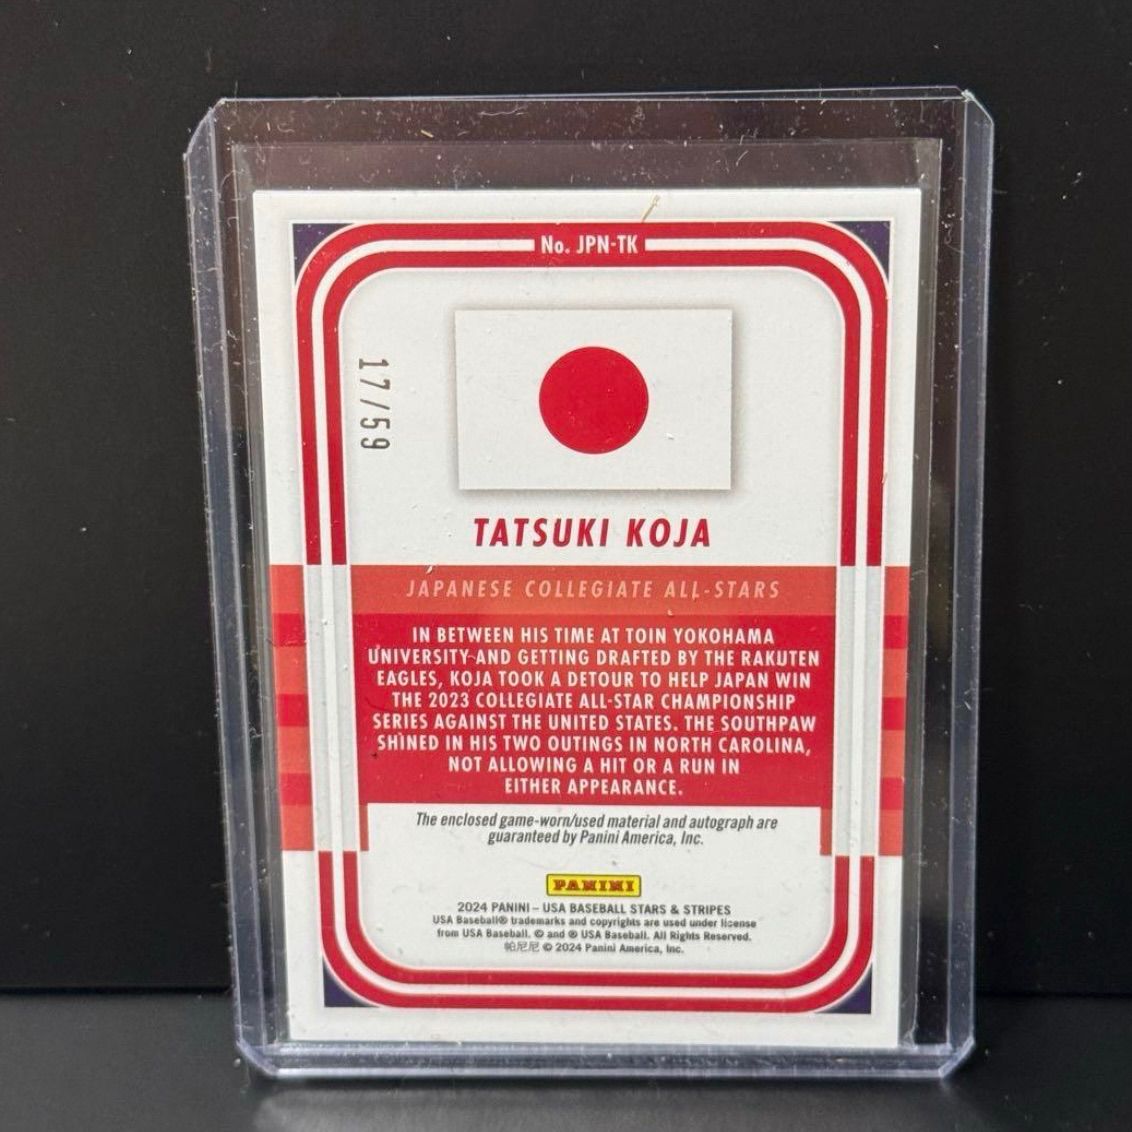 No. JPN-TK
17/59
TATSUKI KOJA
JAPANESE COLLEGIATE ALL-STARS
IN BETWEEN HIS TIME AT TOIN YOKOHAMA
UNIVERSITY AND GETTING DRAFTED BY THE RAKUTEN
EAGLES, KOJA TOOK A DETOUR TO HELP JAPAN WIN
THE 2023 COLLEGIATE ALL-STAR CHAMPIONSHIP
SERIES AGAINST THE UNITED STATES. THE SOUTHPAW
SHINED IN HIS TWO OUTINGS IN NORTH CAROLINA,
NOT ALLOWING A HIT OR A RUN IN
EITHER APPEARANCE.
The enclosed game-worn/used material and autograph are
guaranteed by Panini America, Inc.
PANINI
2024 PANINI – USA BASEBALL STARS & STRIPES
USA Baseball® trademarks and copyrights are used under license
from USA Baseball. © and ® USA Baseball. All Rights Reserved.
帕尼尼 © 2024 Panini America, Inc.